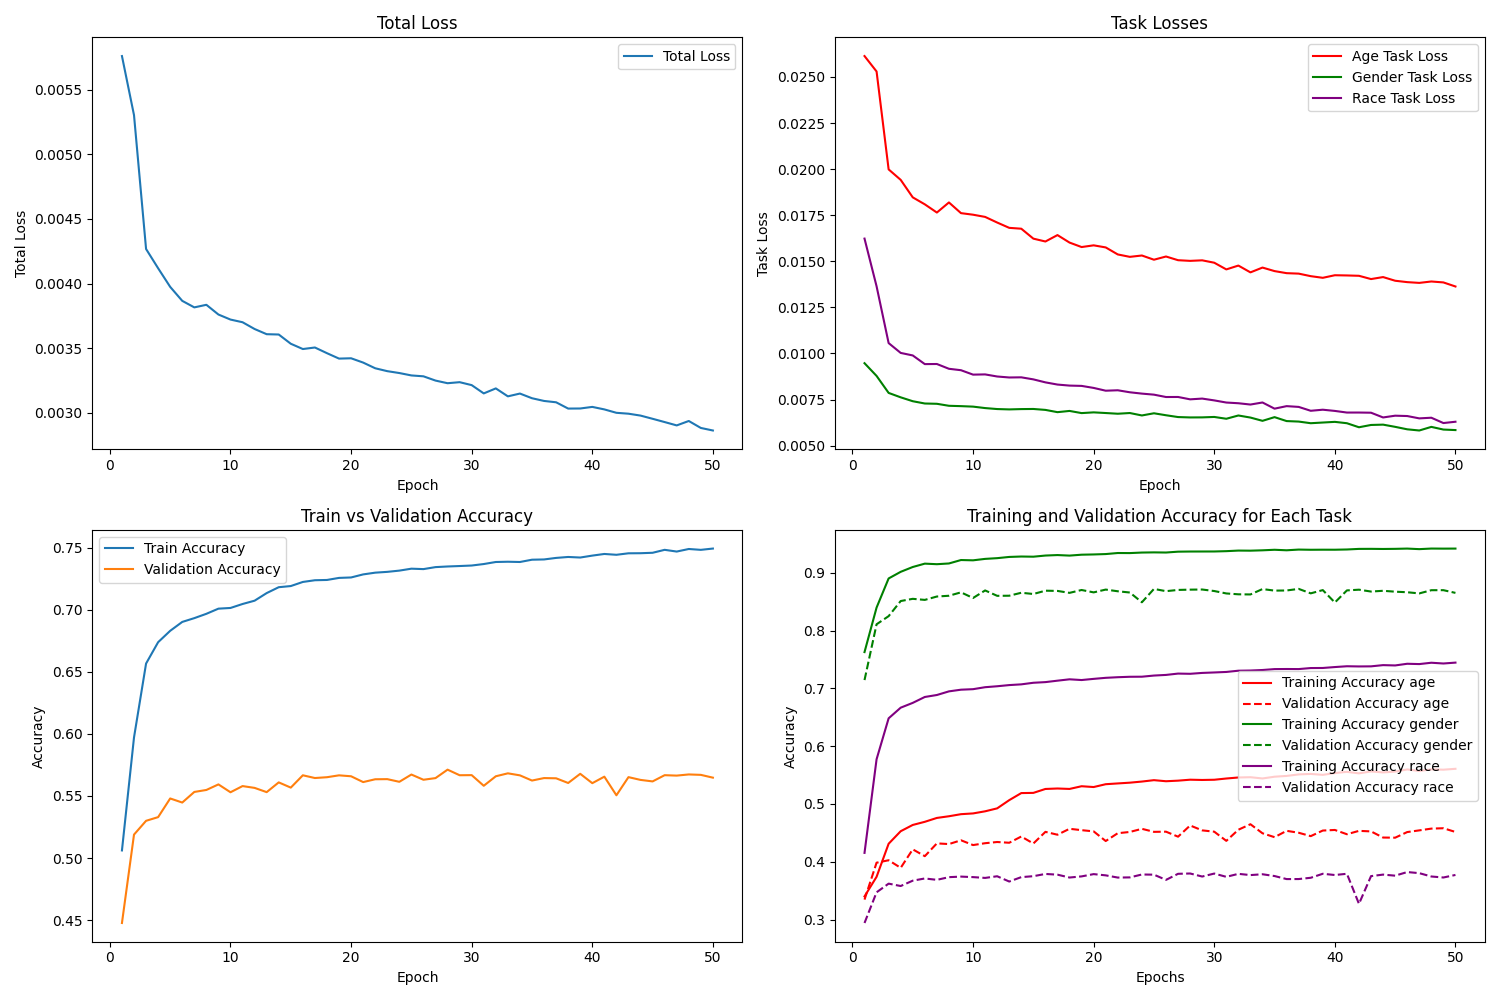 Total Loss
Total Loss
0.0055
0.0050
0.0045
0.0040
0.0035
0.0030
Total Loss
0 10 20 30 40 50
Epoch
Task Losses
Age Task Loss
Gender Task Loss
Race Task Loss
0.0250
0.0225
0.0200
0.0175
0.0150
0.0125
0.0100
0.0075
0.0050
Task Loss
0 10 20 30 40 50
Epoch
Train vs Validation Accuracy
Train Accuracy
Validation Accuracy
0.75
0.70
0.65
0.60
0.55
0.50
0.45
Accuracy
0 10 20 30 40 50
Epoch
Training and Validation Accuracy for Each Task
0.9
0.8
0.7
0.6
0.5
0.4
0.3
Accuracy
Training Accuracy age
Validation Accuracy age
Training Accuracy gender
Validation Accuracy gender
Training Accuracy race
Validation Accuracy race
0 10 20 30 40 50
Epochs